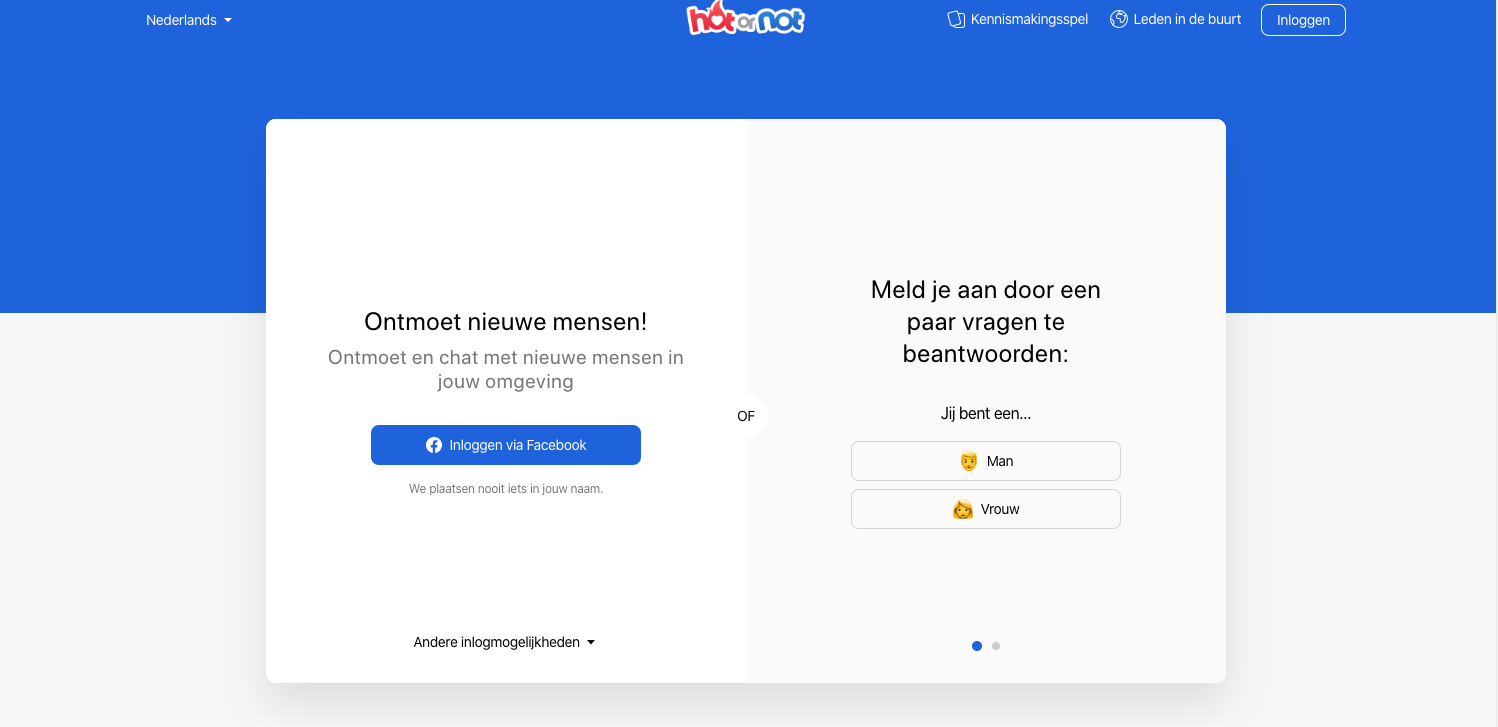 Nederlands
hot or not
Kennismakingsspel
Leden in de buurt
Inloggen
Ontmoet nieuwe mensen!
Ontmoet en chat met nieuwe mensen in
jouw omgeving
Inloggen via Facebook
We plaatsen nooit iets in jouw naam.
Andere inlogmogelijkheden
OF
Meld je aan door een
paar vragen te
beantwoorden:
Jij bent een...
Man
Vrouw